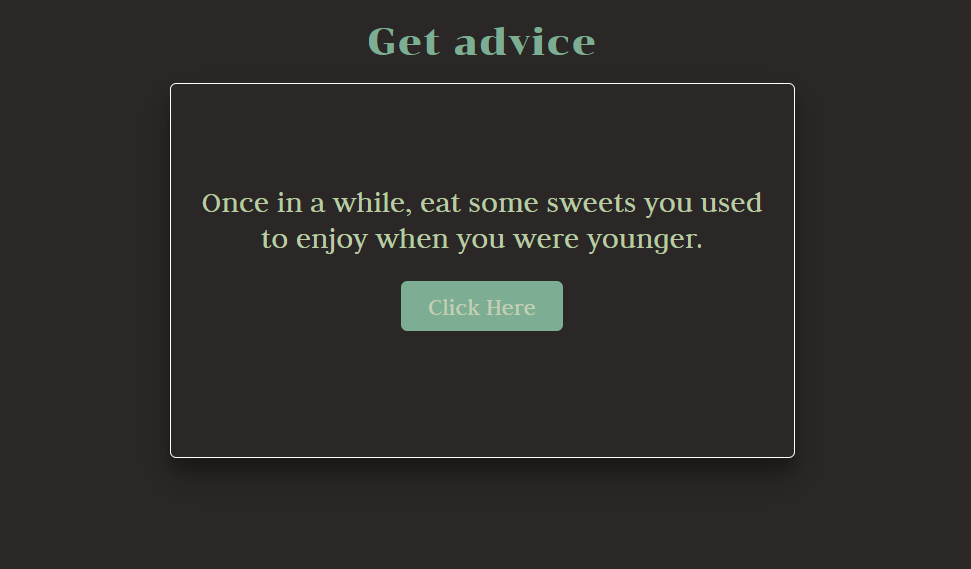 Get advice
Once in a while, eat some sweets you used
to enjoy when you were younger.
Click Here